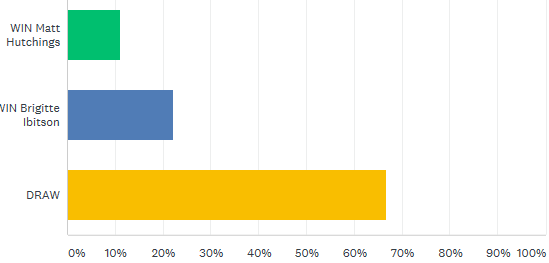 WIN Matt
Hutchings
WIN Brigitte
Ibitson
DRAW
0% 10% 20% 30% 40% 50% 60% 70% 80% 90% 100%